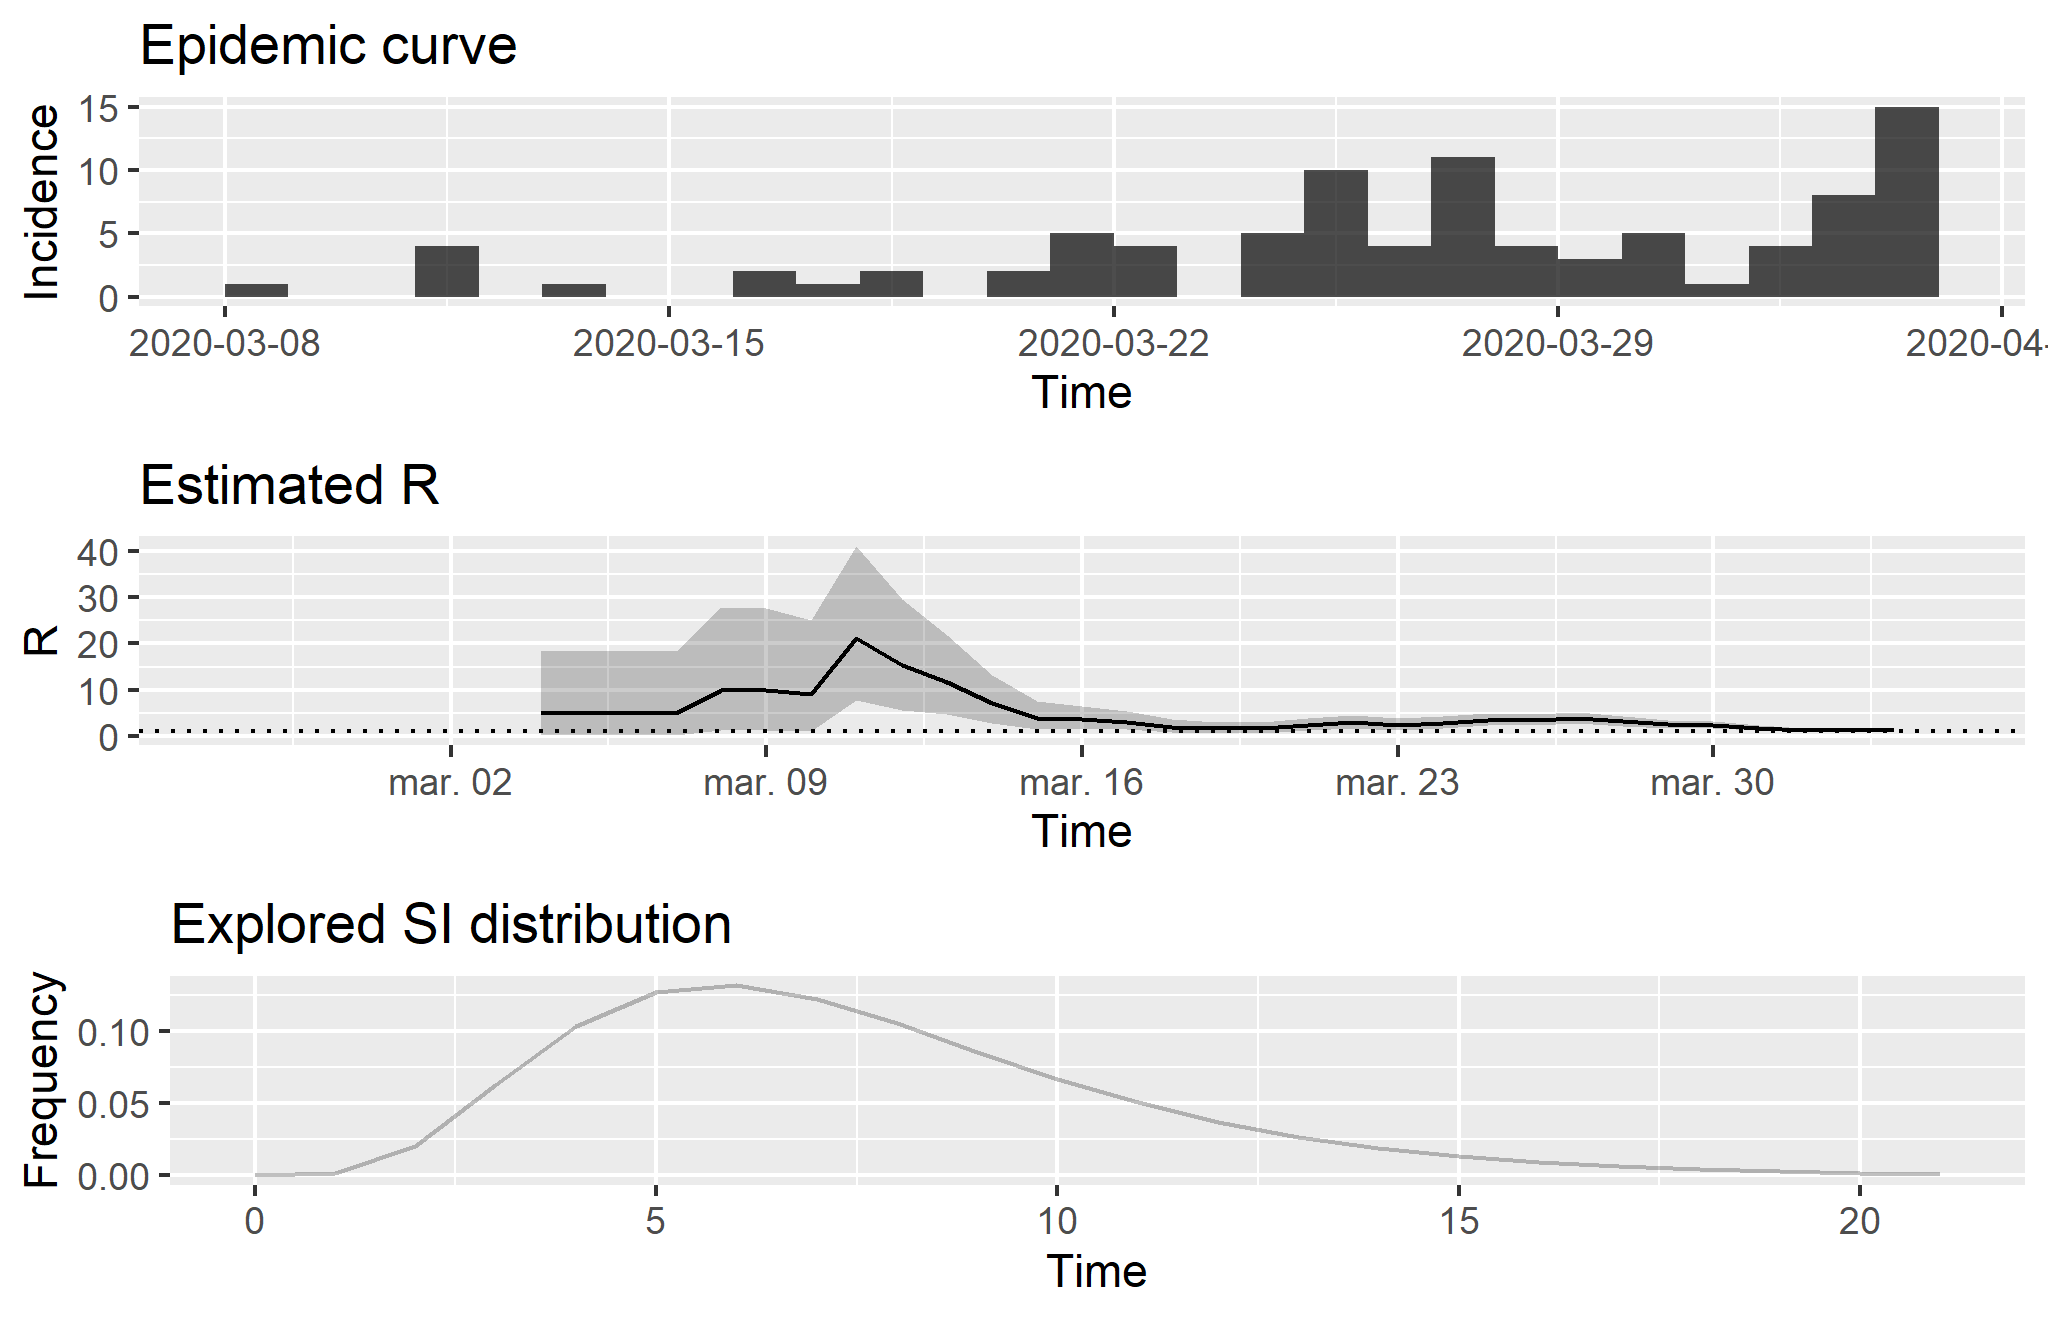 Epidemic curve
Incidence
15
10
5
0
2020-03-08 2020-03-15 2020-03-22 2020-03-29 2020-04-
Time
Estimated R
R
40
30
20
10
0
mar. 02 mar. 09 mar. 16 mar. 23 mar. 30
Time
Explored SI distribution
Frequency
0.10
0.05
0.00
0 5 10 15 20
Time